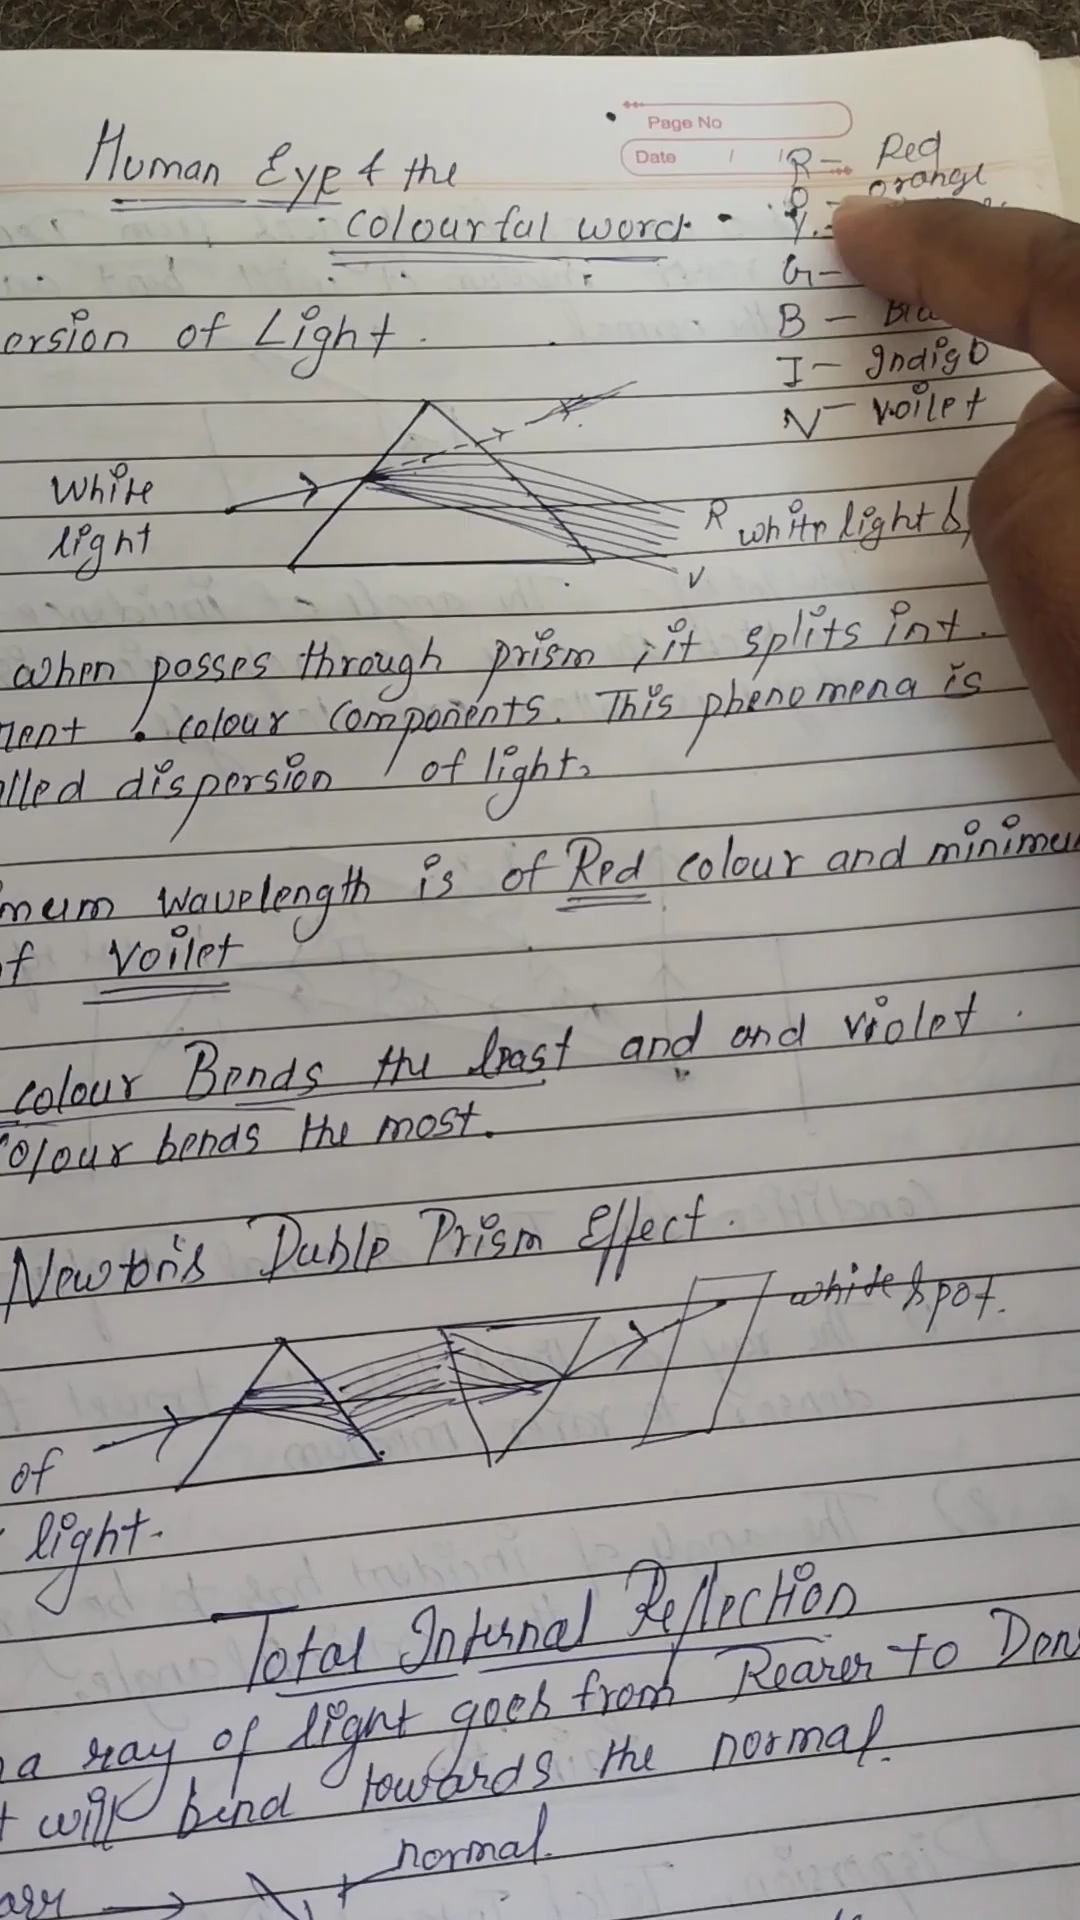 Page No
Date / /
R - Red
Human Eye & the
O - orange
colourful word
Y -
G -
ersion of Light
B -
I - Indigo
V - Voilet
White
light
R
white light
V
when posses through prism, it splits int
ment colour components. This phenomena is
lled dispersion of light.
mum wavelength is of Red colour and minimu
f Voilet
colour Bends the least and and violet
colour bends the most.
Newton's Duble Prism Effect.
white spot.
of
light.
Total Internal Reflection
a ray of light goes from Rearer to Dens
t will bend towards the normal.
normal.